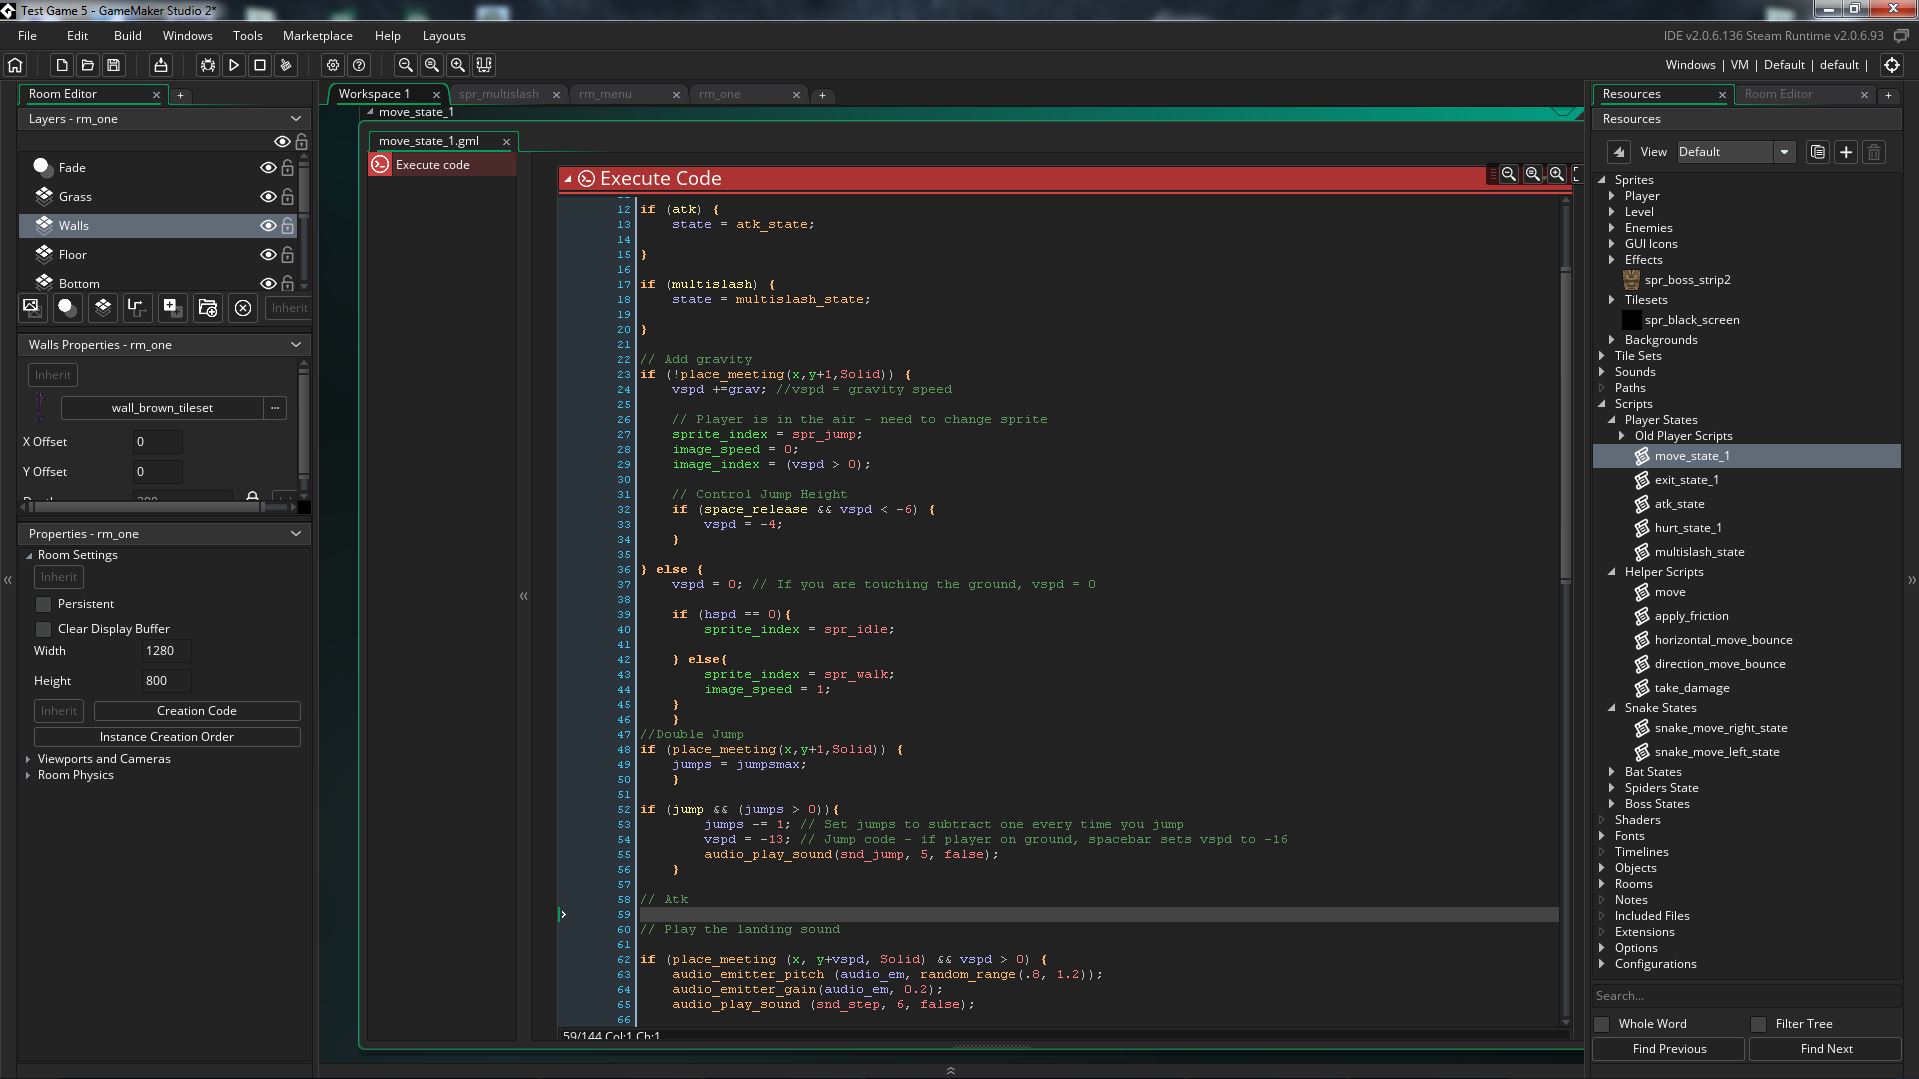 Test Game 5 - GameMaker Studio 2*
File Edit Build Windows Tools Marketplace Help Layouts
IDE v2.0.6.136 Steam Runtime v2.0.6.93
Windows | VM | Default | default |
Room Editor
Layers - rm_one
Fade
Grass
Walls
Floor
Bottom
Inherit
Walls Properties - rm_one
Inherit
wall_brown_tileset ...
X Offset 0
Y Offset 0
Properties - rm_one
Room Settings
Inherit
Persistent
Clear Display Buffer
Width 1280
Height 800
Inherit Creation Code
Instance Creation Order
Viewports and Cameras
Room Physics
Workspace 1 spr_multislash rm_menu rm_one
move_state_1
move_state_1.gml
Execute code
Execute Code
12 if (atk) {
13 state = atk_state;
14
15 }
16
17 if (multislash) {
18 state = multislash_state;
19
20 }
21
22 // Add gravity
23 if (!place_meeting(x,y+1,Solid)) {
24 vspd +=grav; //vspd = gravity speed
25
26 // Player is in the air - need to change sprite
27 sprite_index = spr_jump;
28 image_speed = 0;
29 image_index = (vspd > 0);
30
31 // Control Jump Height
32 if (space_release && vspd < -6) {
33 vspd = -4;
34 }
35
36 } else {
37 vspd = 0; // If you are touching the ground, vspd = 0
38
39 if (hspd == 0){
40 sprite_index = spr_idle;
41
42 } else{
43 sprite_index = spr_walk;
44 image_speed = 1;
45 }
46 }
47 //Double Jump
48 if (place_meeting(x,y+1,Solid)) {
49 jumps = jumpsmax;
50 }
51
52 if (jump && (jumps > 0)){
53 jumps -= 1; // Set jumps to subtract one every time you jump
54 vspd = -13; // Jump code - if player on ground, spacebar sets vspd to -16
55 audio_play_sound(snd_jump, 5, false);
56 }
57
58 // Atk
59
60 // Play the landing sound
61
62 if (place_meeting (x, y+vspd, Solid) && vspd > 0) {
63 audio_emitter_pitch (audio_em, random_range(.8, 1.2));
64 audio_emitter_gain(audio_em, 0.2);
65 audio_play_sound (snd_step, 6, false);
66
59/144 Col:1 Ch:1
Resources Room Editor
Resources
View Default
Sprites
Player
Level
Enemies
GUI Icons
Effects
spr_boss_strip2
Tilesets
spr_black_screen
Backgrounds
Tile Sets
Sounds
Paths
Scripts
Player States
Old Player Scripts
move_state_1
exit_state_1
atk_state
hurt_state_1
multislash_state
Helper Scripts
move
apply_friction
horizontal_move_bounce
direction_move_bounce
take_damage
Snake States
snake_move_right_state
snake_move_left_state
Bat States
Spiders State
Boss States
Shaders
Fonts
Timelines
Objects
Rooms
Notes
Included Files
Extensions
Options
Configurations
Search...
Whole Word Filter Tree
Find Previous Find Next